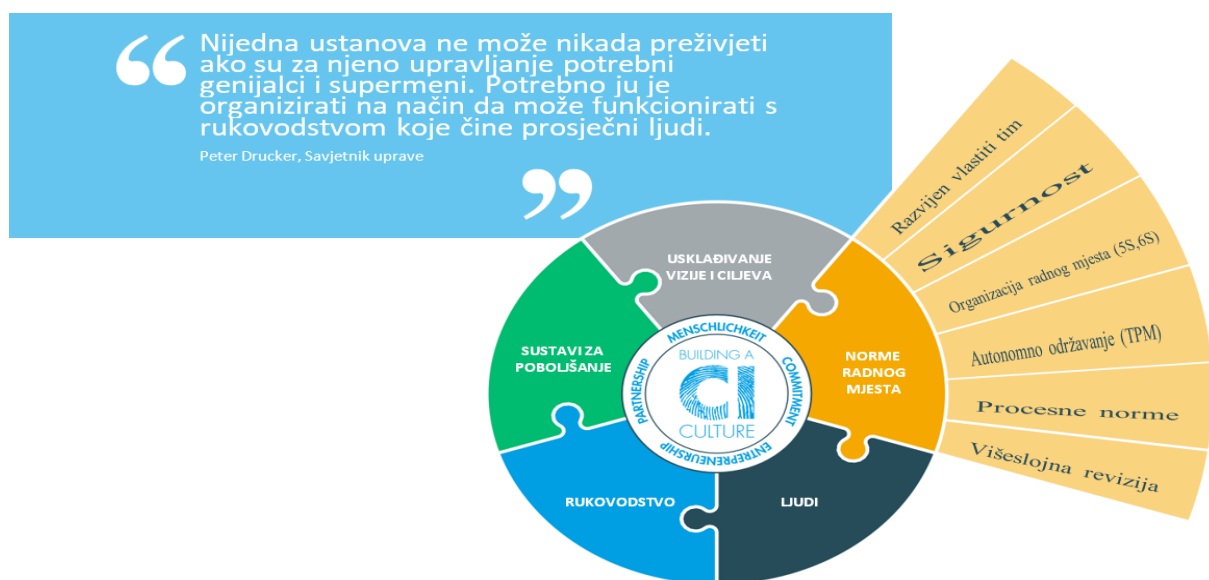 “
Nijedna ustanova ne može nikada preživjeti
ako su za njeno upravljanje potrebni
genijalci i supermeni. Potrebno ju je
organizirati na način da može funkcionirati s
rukovodstvom koje čine prosječni ljudi.
Peter Drucker, Savjetnik uprave
”
USKLAĐIVANJE
VIZIJE I CILJEVA
NORME
RADNOG
MJESTA
LJUDI
RUKOVODSTVO
SUSTAVI ZA
POBOLJŠANJE
MENSCHLICHKEIT
COMMITMENT
ENTREPRENEURSHIP
PARTNERSHIP
BUILDING A
CI
CULTURE
Razvijen vlastiti tim
Sigurnost
Organizacija radnog mjesta (5S,6S)
Autonomno održavanje (TPM)
Procesne norme
Višeslojna revizija